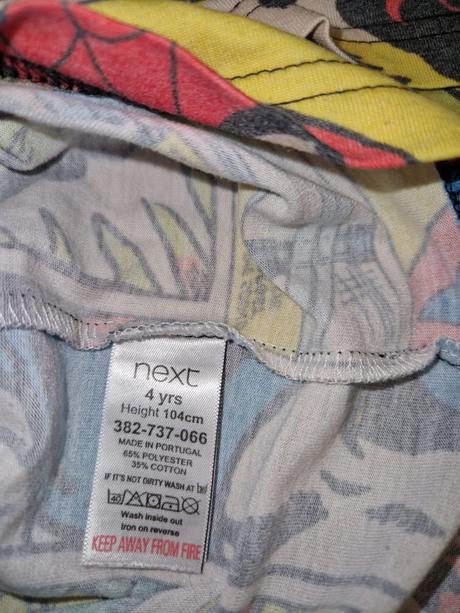 next
4 yrs
Height 104cm
382-737-066
MADE IN PORTUGAL
65% POLYESTER
35% COTTON
IF IT'S NOT DIRTY WASH AT
40
Wash inside out
Iron on reverse
KEEP AWAY FROM FIRE